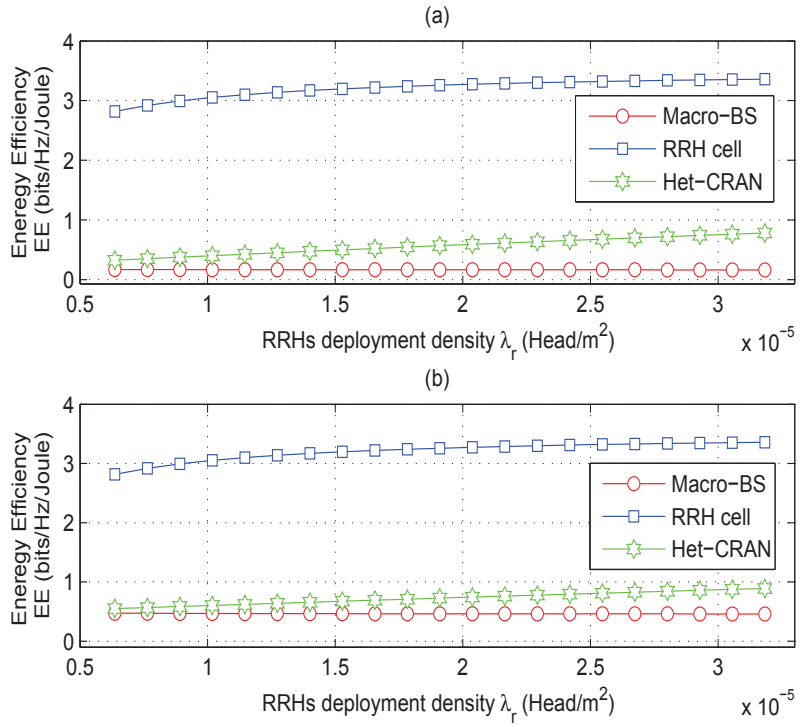 (a)
Eneregy Efficiency
EE (bits/Hz/Joule)
4
3
2
1
0
Macro-BS
RRH cell
Het-CRAN
0.5
1
1.5
2
2.5
3
RRHs deployment density λr (Head/m²)
x 10⁻⁵
(b)
Eneregy Efficiency
EE (bits/Hz/Joule)
4
3
2
1
0
Macro-BS
RRH cell
Het-CRAN
0.5
1
1.5
2
2.5
3
RRHs deployment density λr (Head/m²)
x 10⁻⁵